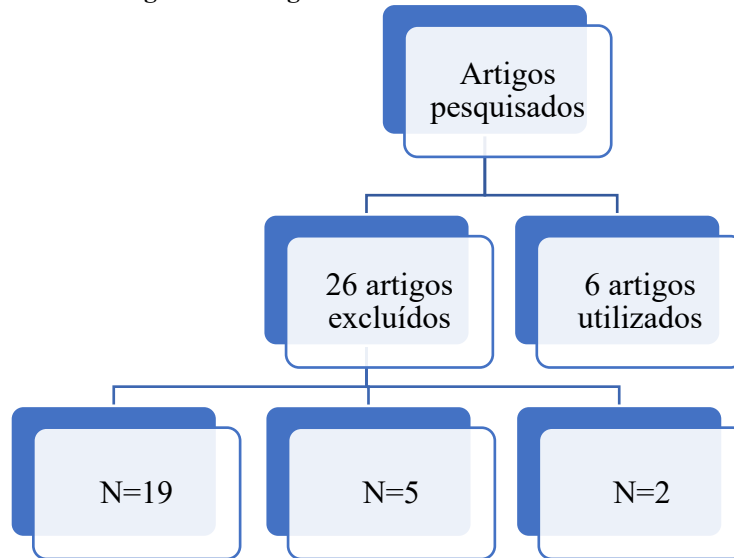 Artigos
pesquisados
26 artigos
excluídos
6 artigos
utilizados
N=19
N=5
N=2